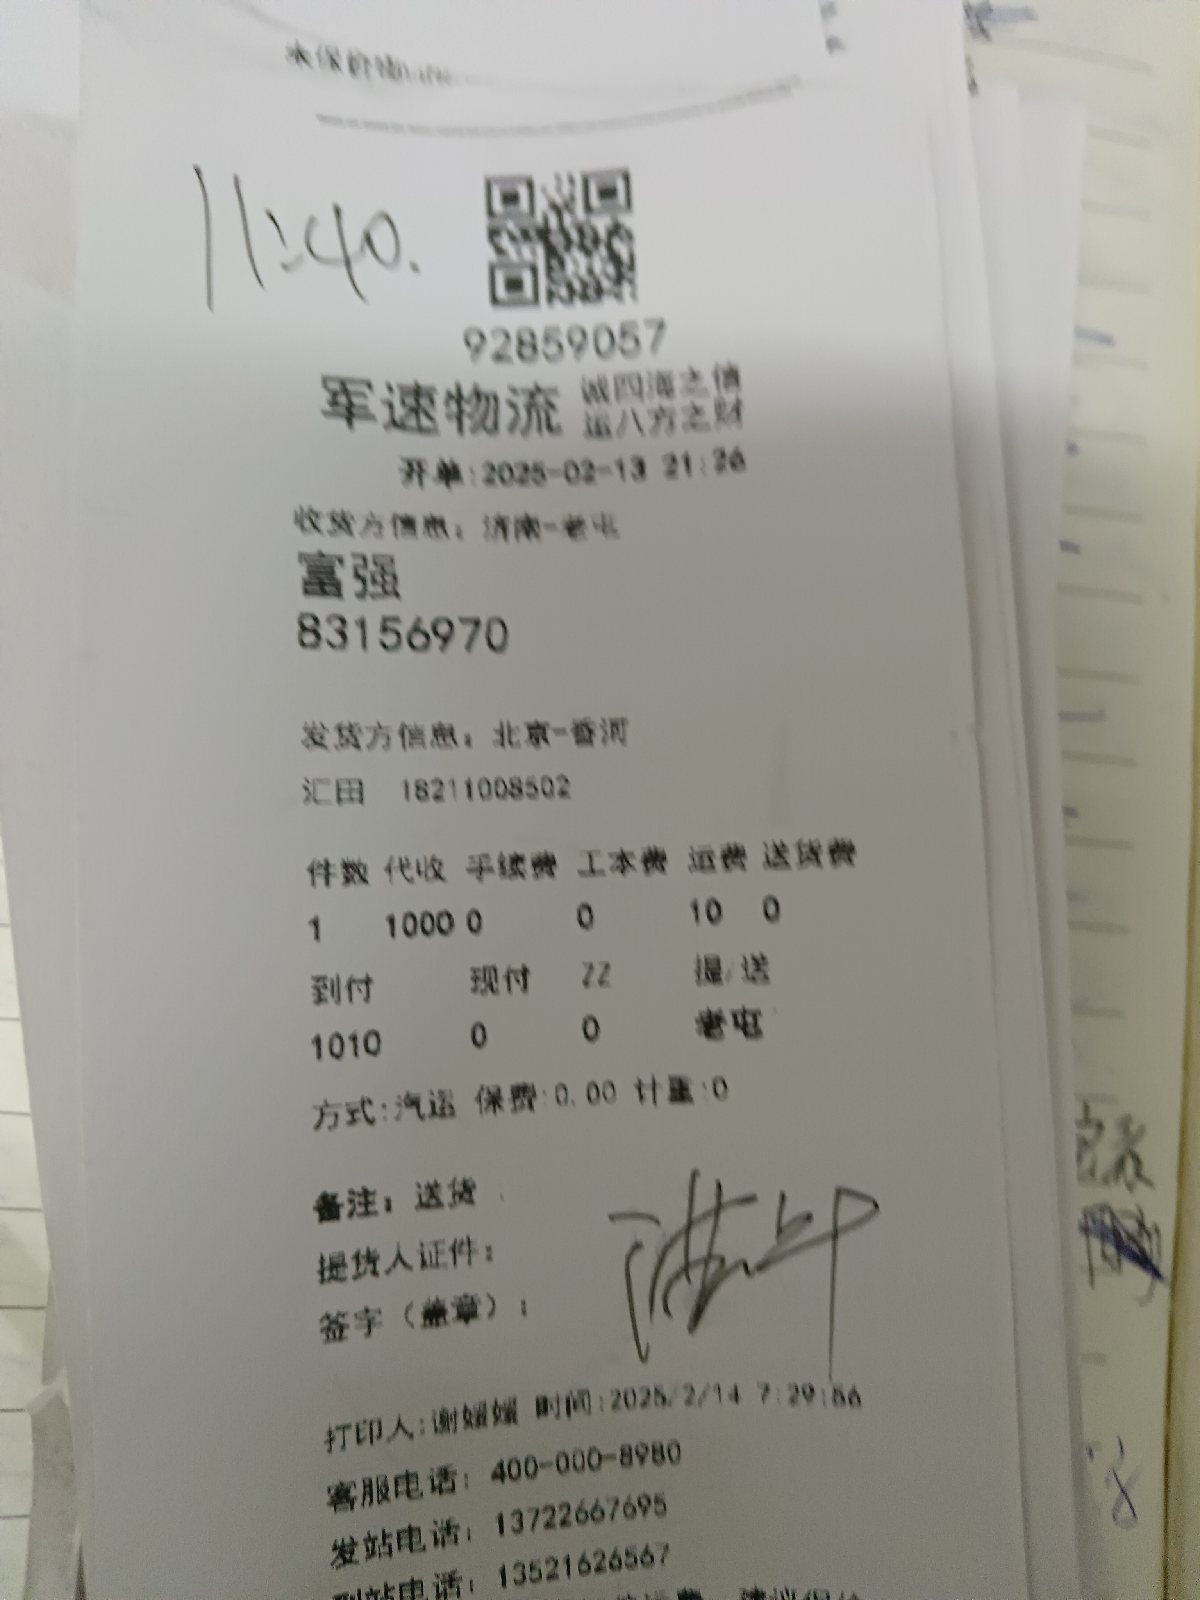 11:40.
92859057
军速物流 诚四海之信
运八方之财
开单:2025-02-13 21:26
收货方信息：济南-老屯
富强
83156970
发货方信息：北京-香河
汇田 18211008502
件数 代收 手续费 工本费 运费 送货费
1 1000 0 0 10 0
到付 现付 ZZ 提/送
1010 0 0 老屯
方式:汽运 保费:0.00 计重:0
备注：送货
提货人证件：
签字（盖章）：
打印人:谢媛媛 时间:2025/2/14 7:29:56
客服电话：400-000-8980
发站电话：13722667695
到站电话：13521626567